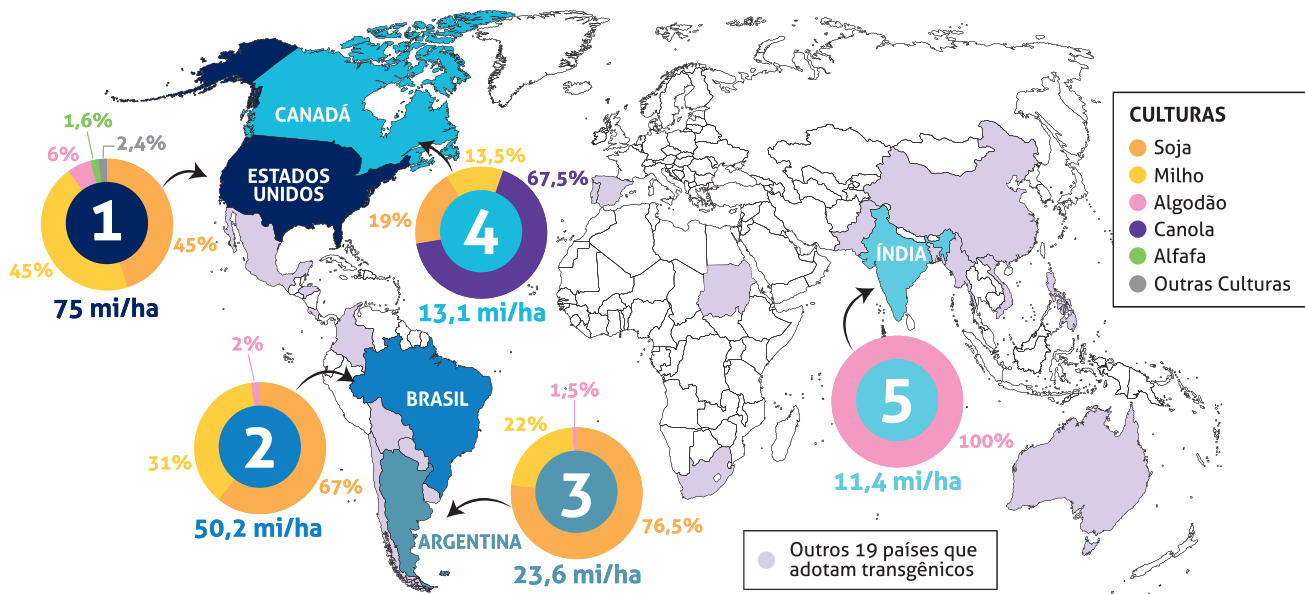 CANADÁ
ESTADOS
UNIDOS
1,6%
2,4%
6%
1
45%
45%
75 mi/ha
13,5%
67,5%
19%
4
13,1 mi/ha
2%
BRASIL
2
31%
67%
50,2 mi/ha
1,5%
22%
3
76,5%
ARGENTINA
23,6 mi/ha
ÍNDIA
5
100%
11,4 mi/ha
CULTURAS
Soja
Milho
Algodão
Canola
Alfafa
Outras Culturas
Outros 19 países que
adotam transgênicos